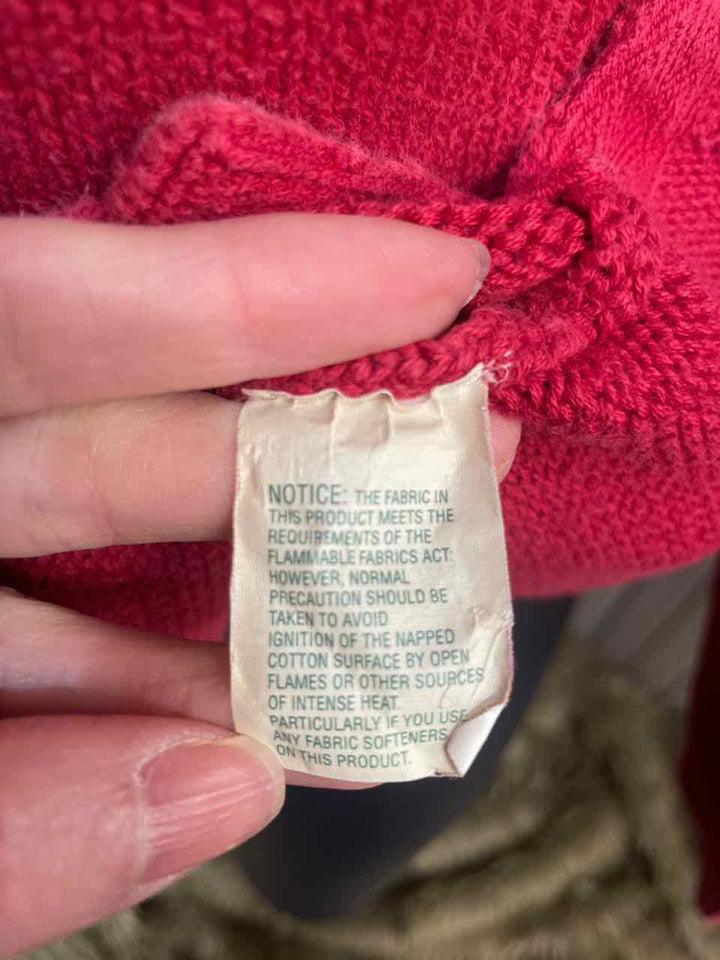 NOTICE: THE FABRIC IN
THIS PRODUCT MEETS THE
REQUIREMENTS OF THE
FLAMMABLE FABRICS ACT:
HOWEVER, NORMAL
PRECAUTION SHOULD BE
TAKEN TO AVOID
IGNITION OF THE NAPPED
COTTON SURFACE BY OPEN
FLAMES OR OTHER SOURCES
OF INTENSE HEAT.
PARTICULARLY IF YOU USE
ANY FABRIC SOFTENERS
ON THIS PRODUCT.